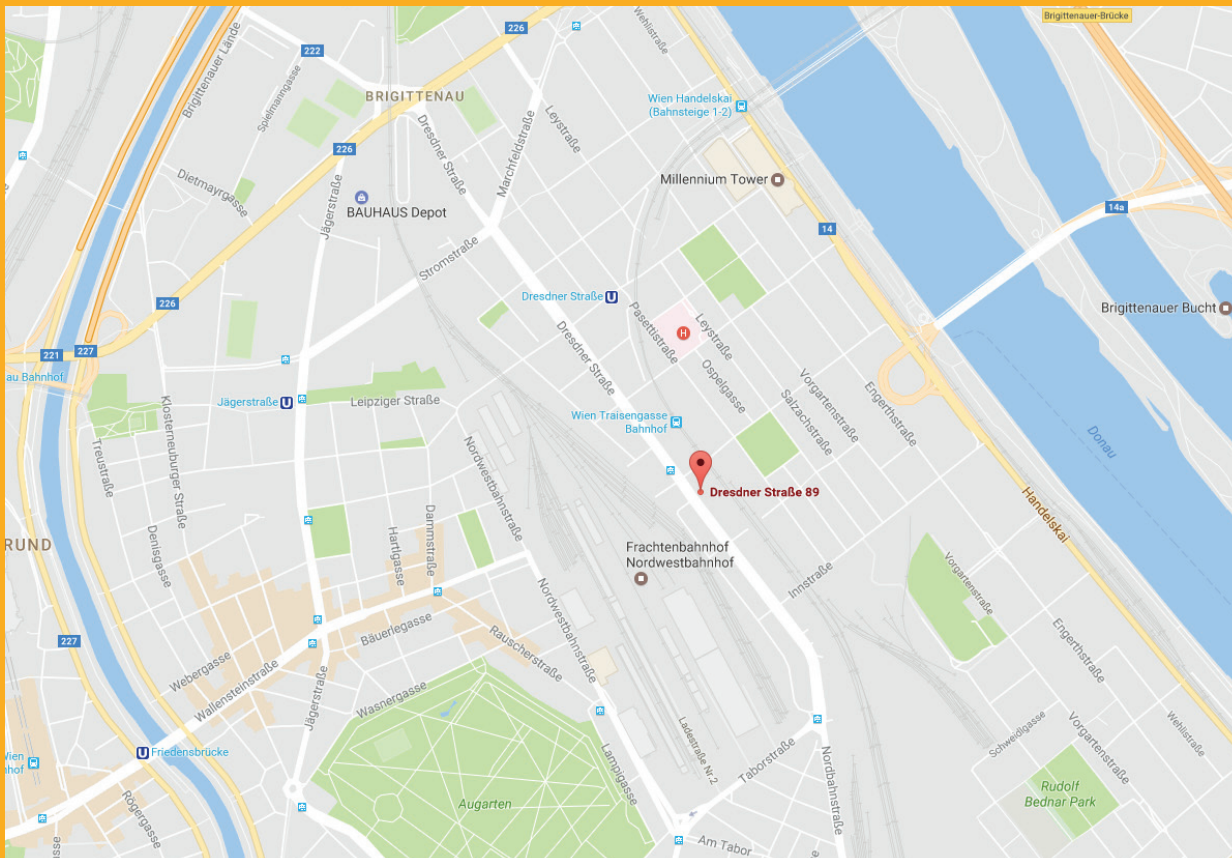 Brigittenauer-Brücke
226
Wehlistraße
222
Brigittenauer Lände
Spielmanngasse
BRIGITTENAU
226
Dresdner Straße
Marchfeldstraße
Leystraße
Wien Handelskai
(Bahnsteige 1-2)
Millennium Tower
Dietmayrgasse
Jägerstraße
BAUHAUS Depot
14a
14
Stromstraße
226
Dresdner Straße
Brigittenauer Bucht
Pasettistraße
Leystraße
221
227
au Bahnhof
Dresdner Straße
Ospelgasse
Vorgartenstraße
Engerthstraße
Salzachstraße
Jägerstraße
Leipziger Straße
Wien Traisengasse
Bahnhof
Klosterneuburger Straße
Treustraße
Nordwestbahnstraße
Donau
Dresdner Straße 89
Handelskai
Denisgasse
Hartlgasse
Dammstraße
RUND
Frachtenbahnhof
Nordwestbahnhof
Innstraße
Vorgartenstraße
227
Bäuerlegasse
Rauscherstraße
Nordwestbahnstraße
Engerthstraße
Webergasse
Wallensteinstraße
Jägerstraße
Wasnergasse
Wien
hof
Friedensbrücke
Rögergasse
Augarten
Lampigasse
Ladestraße Nr.2
Taborstraße
Nordbahnstraße
Am Tabor
Schweidlgasse
Vorgartenstraße
Wehlistraße
Rudolf
Bednar Park
U
U
U
H